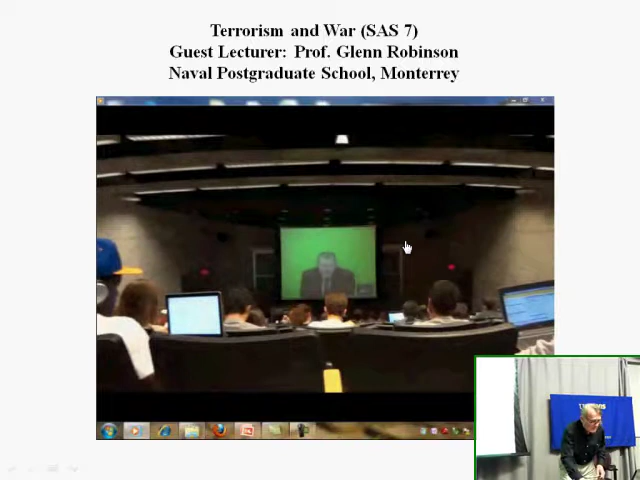 Terrorism and War (SAS 7)
Guest Lecturer: Prof. Glenn Robinson
Naval Postgraduate School, Monterrey